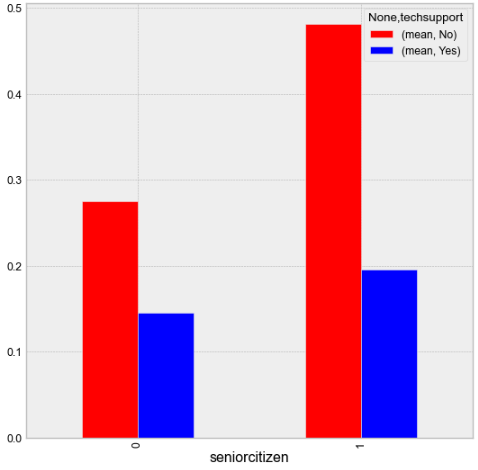 None,techsupport
(mean, No)
(mean, Yes)
0.5
0.4
0.3
0.2
0.1
0.0
0
1
seniorcitizen